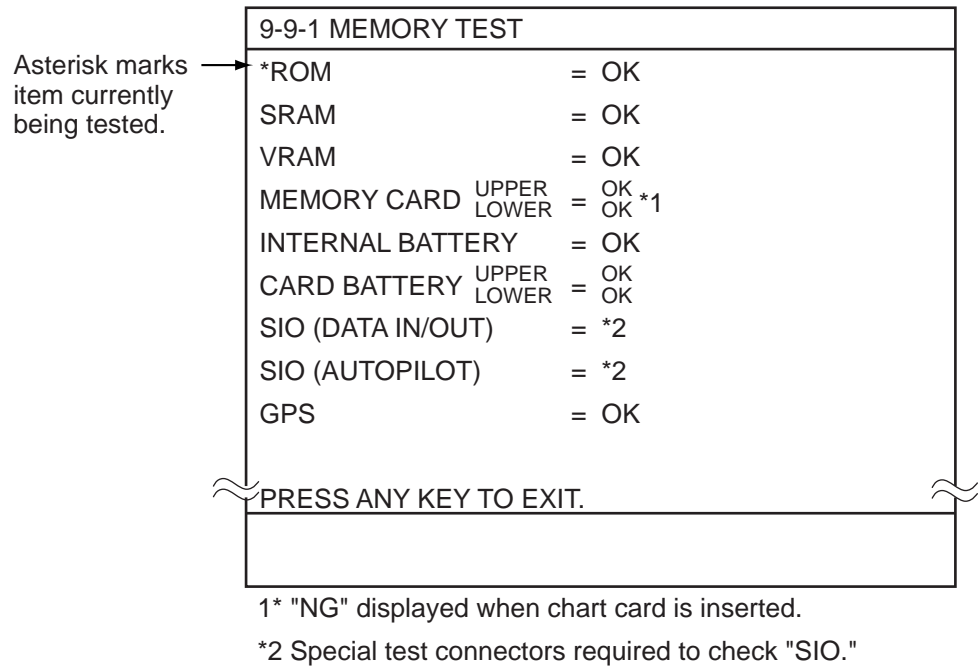 9-9-1 MEMORY TEST
Asterisk marks
item currently
being tested.
*ROM = OK
SRAM = OK
VRAM = OK
MEMORY CARD UPPER LOWER = OK OK *1
INTERNAL BATTERY = OK
CARD BATTERY UPPER LOWER = OK OK
SIO (DATA IN/OUT) = *2
SIO (AUTOPILOT) = *2
GPS = OK
PRESS ANY KEY TO EXIT.
1* "NG" displayed when chart card is inserted.
*2 Special test connectors required to check "SIO."